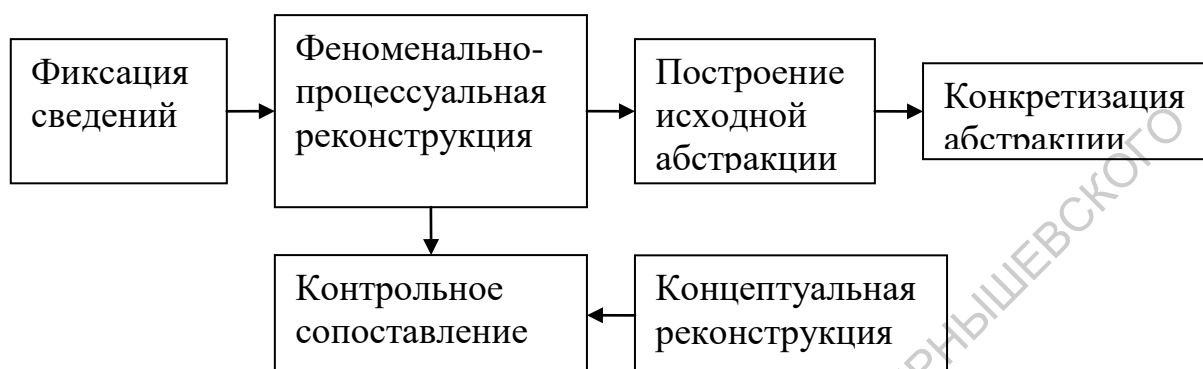 Фиксация
сведений
Феноменально-
процессуальная
реконструкция
Построение
исходной
абстракции
Конкретизация
абстракции
Контрольное
сопоставление
Концептуальная
реконструкция